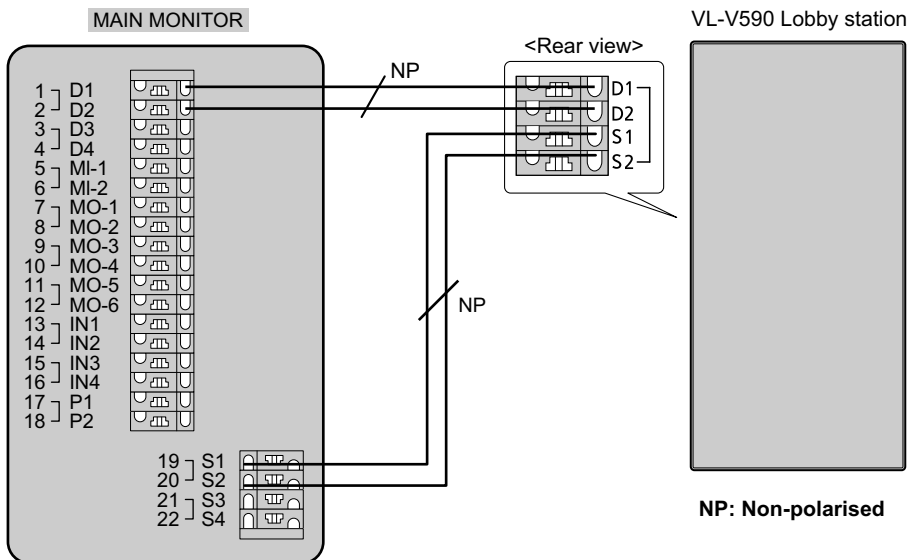 MAIN MONITOR
VL-V590 Lobby station
<Rear view>
NP
1 D1
2 D2
3 D3
4 D4
5 MI-1
6 MI-2
7 MO-1
8 MO-2
9 MO-3
10 MO-4
11 MO-5
12 MO-6
13 IN1
14 IN2
15 IN3
16 IN4
17 P1
18 P2
D1
D2
S1
S2
NP
19 S1
20 S2
21 S3
22 S4
NP: Non-polarised